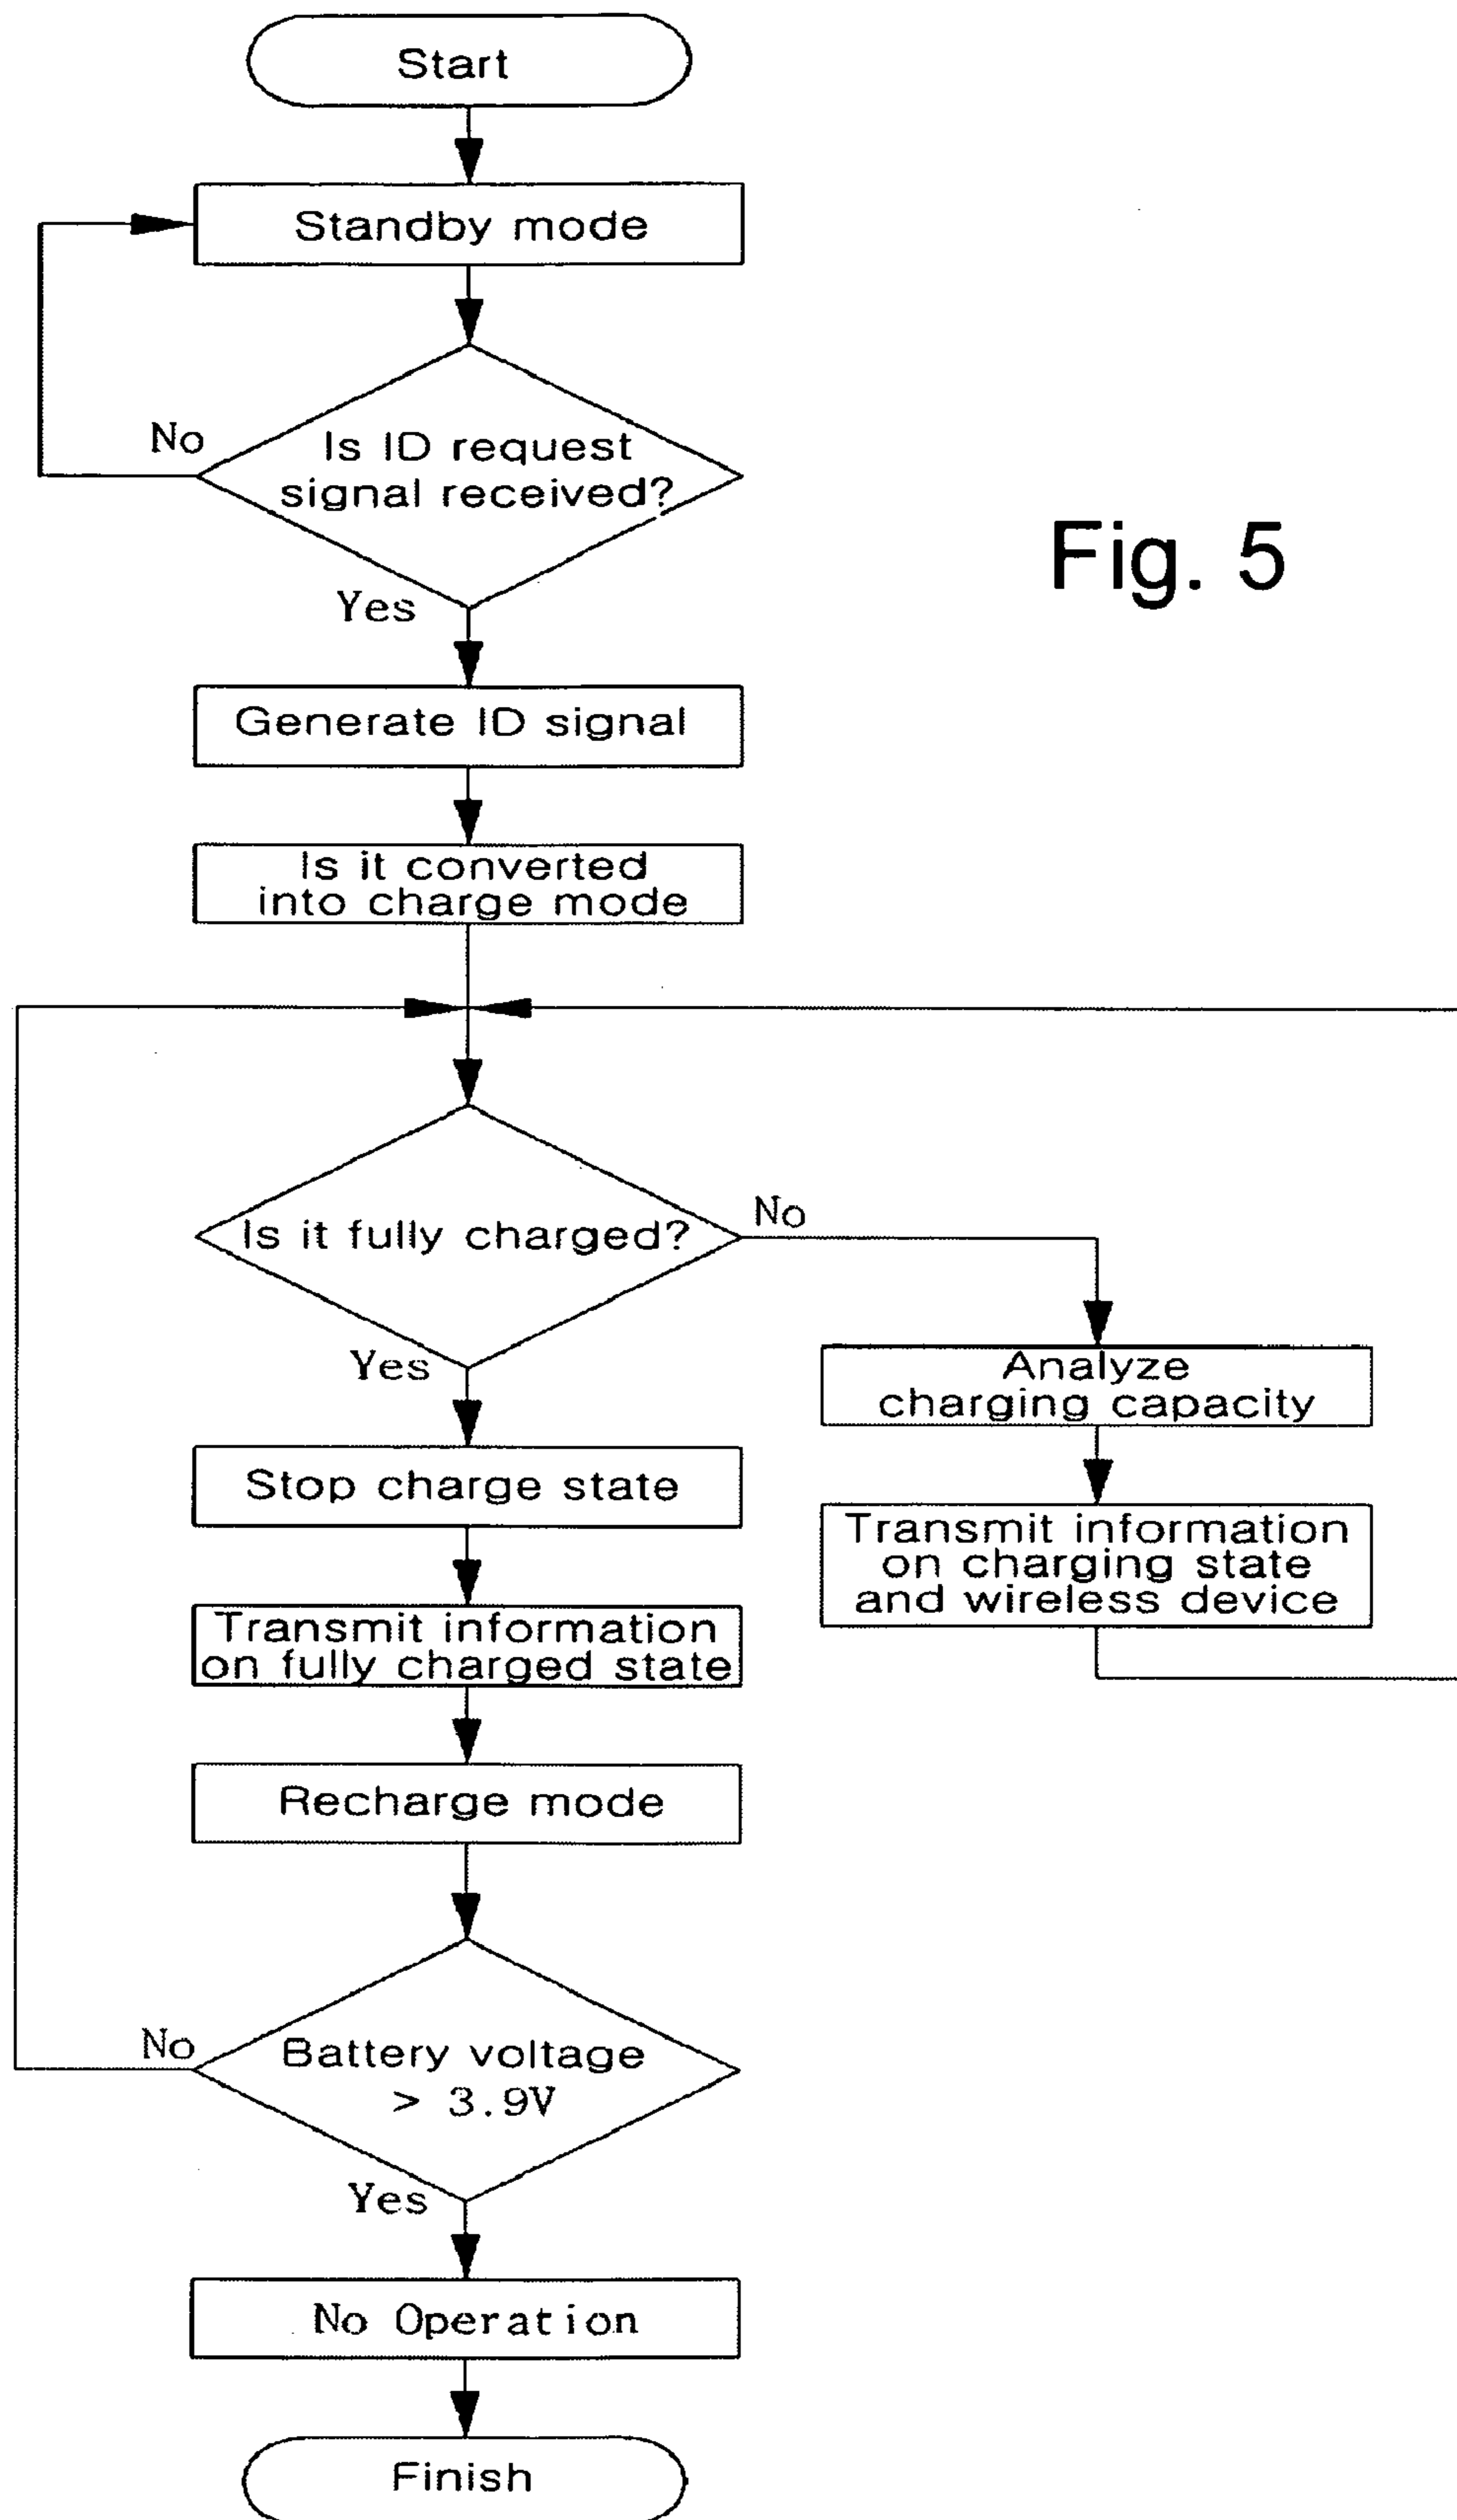 Start
Standby mode
No
Is ID request
signal received?
Fig. 5
Yes
Generate ID signal
Is it converted
into charge mode
Is it fully charged?
No
Yes
Analyze
charging capacity
Stop charge state
Transmit information
on charging state
and wireless device
Transmit information
on fully charged state
Recharge mode
No
Battery voltage
> 3.9V
Yes
No Operation
Finish